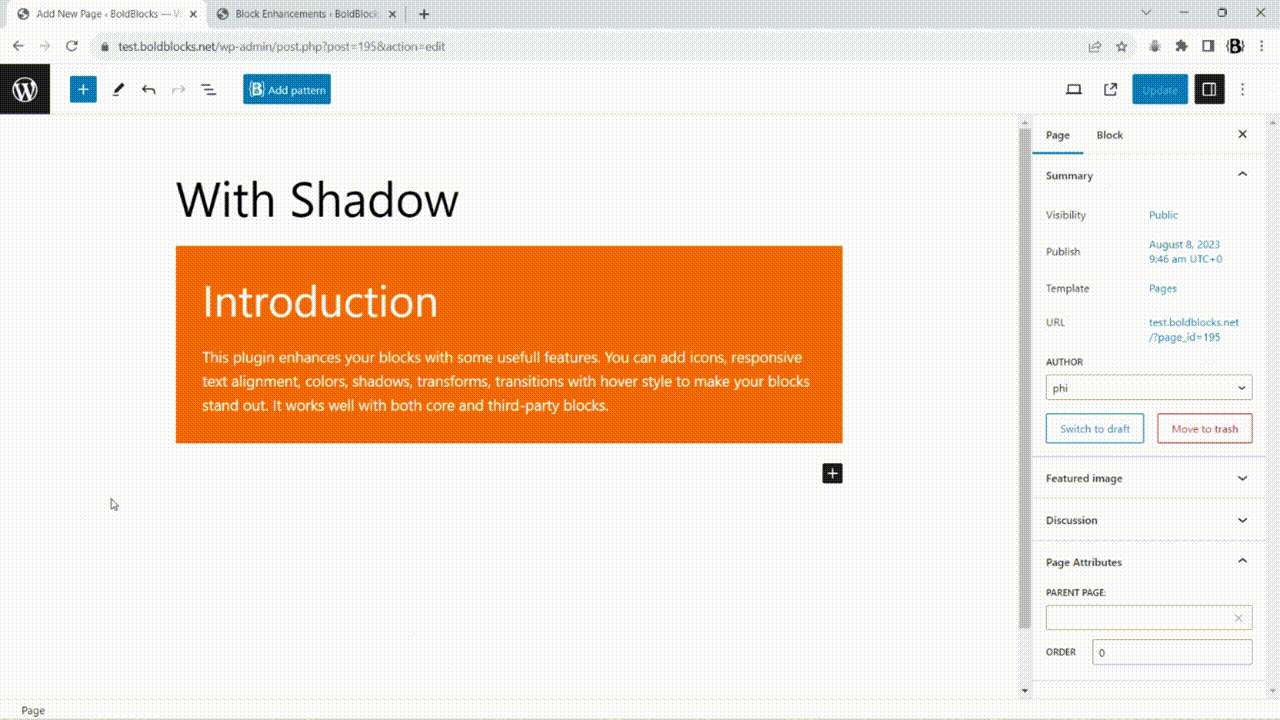 Add New Page ‹ BoldBlocks — W
Block Enhancements ‹ BoldBlock
test.boldblocks.net/wp-admin/post.php?post=195&action=edit
{B} Add pattern
Update
Page
Block
With Shadow
Summary
Visibility
Public
Publish
August 8, 2023
9:46 am UTC+0
Introduction
Template
Pages
URL
test.boldblocks.net
/?page_id=195
This plugin enhances your blocks with some usefull features. You can add icons, responsive
text alignment, colors, shadows, transforms, transitions with hover style to make your blocks
stand out. It works well with both core and third-party blocks.
AUTHOR
phi
Switch to draft
Move to trash
Featured image
Discussion
Page Attributes
PARENT PAGE:
ORDER
0
Page